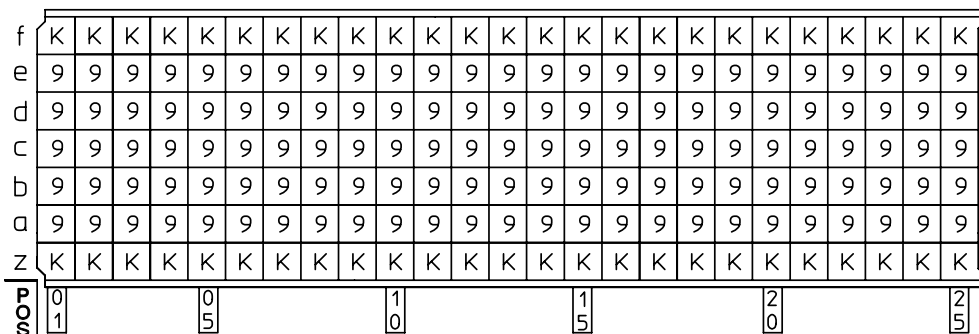 f K K K K K K K K K K K K K K K K K K K K K K K K K
e 9 9 9 9 9 9 9 9 9 9 9 9 9 9 9 9 9 9 9 9 9 9 9 9 9
d 9 9 9 9 9 9 9 9 9 9 9 9 9 9 9 9 9 9 9 9 9 9 9 9 9
c 9 9 9 9 9 9 9 9 9 9 9 9 9 9 9 9 9 9 9 9 9 9 9 9 9
b 9 9 9 9 9 9 9 9 9 9 9 9 9 9 9 9 9 9 9 9 9 9 9 9 9
a 9 9 9 9 9 9 9 9 9 9 9 9 9 9 9 9 9 9 9 9 9 9 9 9 9
z K K K K K K K K K K K K K K K K K K K K K K K K K
POS 01 05 10 15 20 25